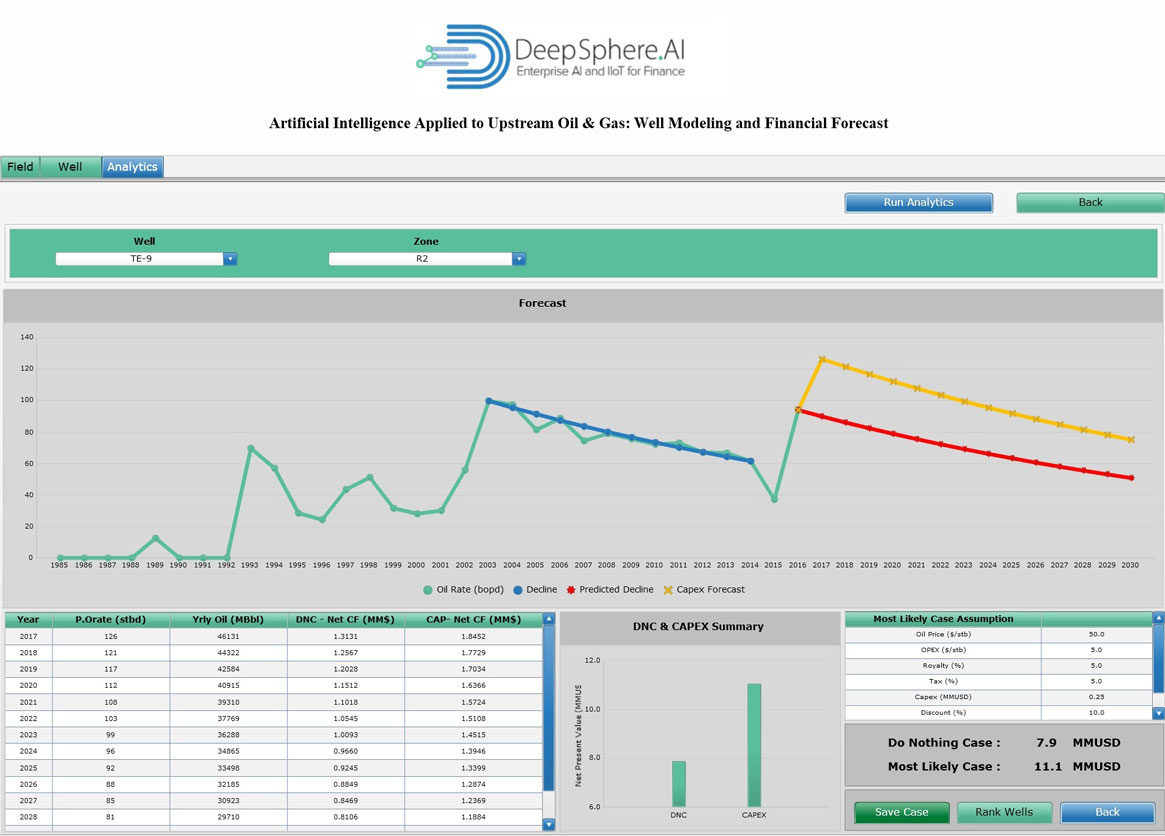 DeepSphere.AI
Enterprise AI and IIoT for Finance
Artificial Intelligence Applied to Upstream Oil & Gas: Well Modeling and Financial Forecast
Field Well Analytics
Run Analytics Back
Well Zone
TE-9 R2
Forecast
140
120
100
80
60
40
20
0
1985 1986 1987 1988 1989 1990 1991 1992 1993 1994 1995 1996 1997 1998 1999 2000 2001 2002 2003 2004 2005 2006 2007 2008 2009 2010 2011 2012 2013 2014 2015 2016 2017 2018 2019 2020 2021 2022 2023 2024 2025 2026 2027 2028 2029 2030
Oil Rate (bopd) Decline Predicted Decline Capex Forecast
Year P.Orate (stbd) Yrly Oil (MBbl) DNC - Net CF (MM$) CAP- Net CF (MM$)
2017 126 46131 1.3131 1.8452
2018 121 44322 1.2567 1.7729
2019 117 42584 1.2028 1.7034
2020 112 40915 1.1512 1.6366
2021 108 39310 1.1018 1.5724
2022 103 37769 1.0545 1.5108
2023 99 36288 1.0093 1.4515
2024 96 34865 0.9660 1.3946
2025 92 33498 0.9245 1.3399
2026 88 32185 0.8849 1.2874
2027 85 30923 0.8469 1.2369
2028 81 29710 0.8106 1.1884
DNC & CAPEX Summary
Net Present Value (MMUS
12.0
10.0
8.0
6.0
DNC CAPEX
Most Likely Case Assumption
Oil Price ($/stb) 50.0
OPEX ($/stb) 5.0
Royalty (%) 5.0
Tax (%) 5.0
Capex (MMUSD) 0.25
Discount (%) 10.0
Do Nothing Case : 7.9 MMUSD
Most Likely Case : 11.1 MMUSD
Save Case Rank Wells Back